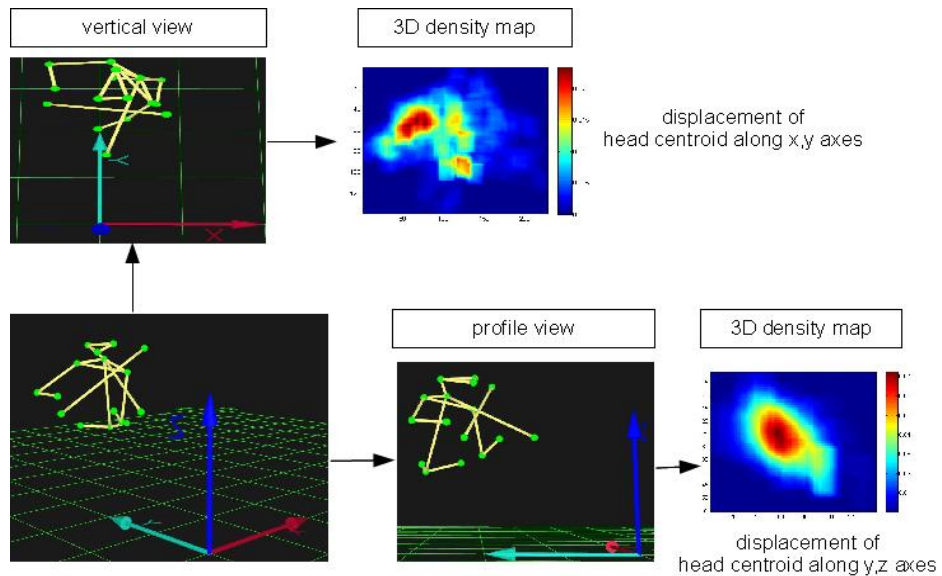 vertical view
3D density map
displacement of
head centroid along x,y axes
Y
X
profile view
3D density map
displacement of
head centroid along y,z axes